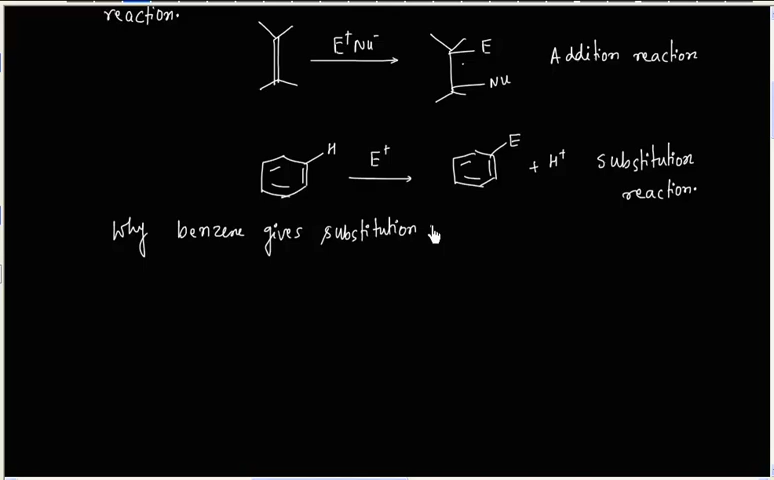 reaction.
E⁺Nu⁻
E
Nu
Addition reaction
H
E⁺
E
+ H⁺
substitution
reaction.
Why benzene gives substitution